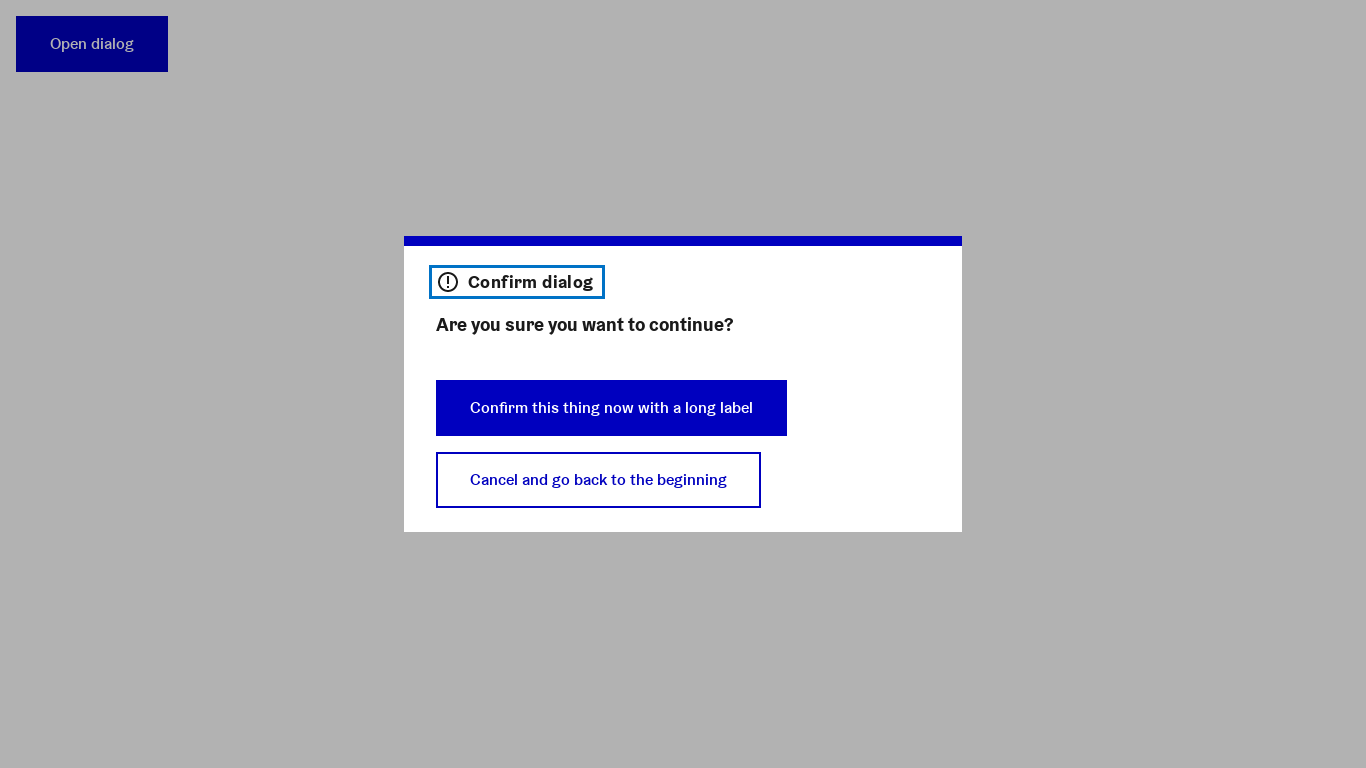 Open dialog
Confirm dialog
Are you sure you want to continue?
Confirm this thing now with a long label
Cancel and go back to the beginning